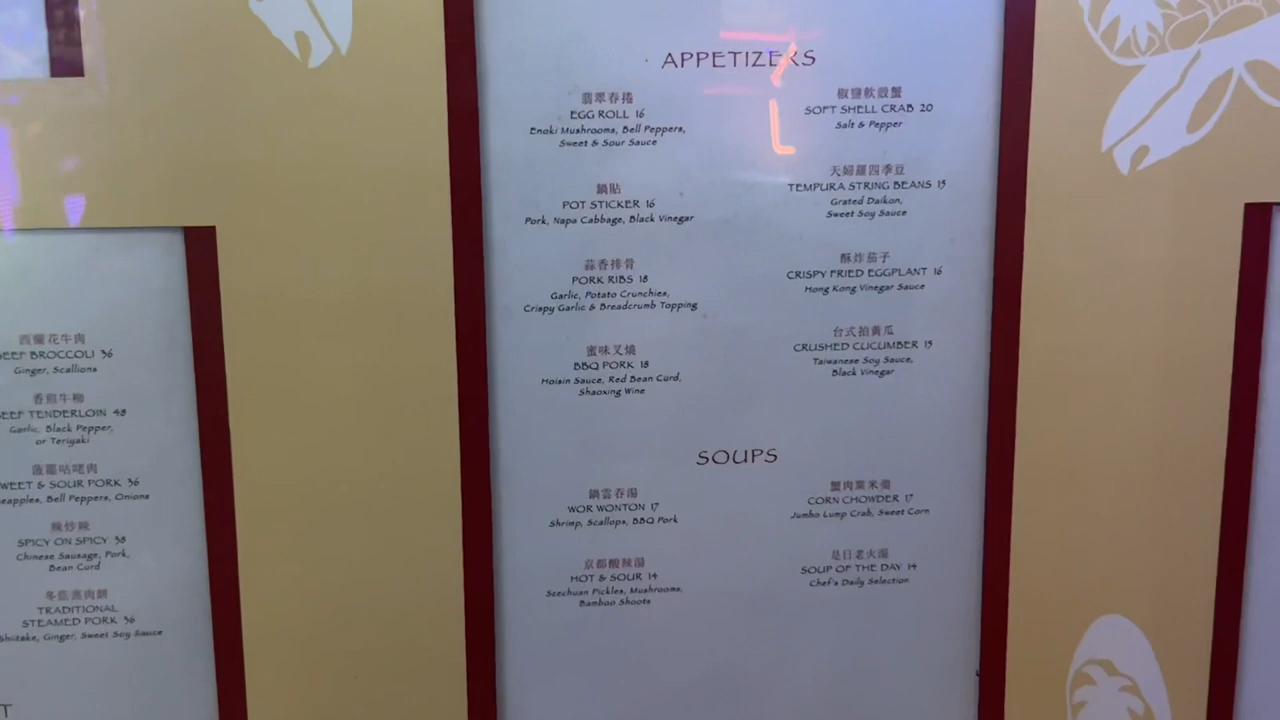 西蘭花牛肉
BEEF BROCCOLI 36
Ginger, Scallions
香煎牛柳
BEEF TENDERLOIN 48
Garlic, Black Pepper,
or Teriyaki
菠蘿咕咾肉
SWEET & SOUR PORK 36
Pineapples, Bell Peppers, Onions
辣炒辣
SPICY ON SPICY 38
Chinese Sausage, Pork,
Bean Curd
冬菇蒸肉餅
TRADITIONAL
STEAMED PORK 36
Shiitake, Ginger, Sweet Soy Sauce
APPETIZERS
翡翠春捲
EGG ROLL 16
Enoki Mushrooms, Bell Peppers,
Sweet & Sour Sauce
鍋貼
POT STICKER 16
Pork, Napa Cabbage, Black Vinegar
蒜香排骨
PORK RIBS 18
Garlic, Potato Crunchies,
Crispy Garlic & Breadcrumb Topping
蜜味叉燒
BBQ PORK 18
Hoisin Sauce, Red Bean Curd,
Shaoxing Wine
椒鹽軟殼蟹
SOFT SHELL CRAB 20
Salt & Pepper
天婦羅四季豆
TEMPURA STRING BEANS 15
Grated Daikon,
Sweet Soy Sauce
酥炸茄子
CRISPY FRIED EGGPLANT 16
Hong Kong Vinegar Sauce
台式拍黄瓜
CRUSHED CUCUMBER 15
Taiwanese Soy Sauce,
Black Vinegar
SOUPS
鍋雲吞湯
WOR WONTON 17
Shrimp, Scallops, BBQ Pork
京都酸辣湯
HOT & SOUR 14
Szechuan Pickles, Mushrooms,
Bamboo Shoots
蟹肉粟米羹
CORN CHOWDER 17
Jumbo Lump Crab, Sweet Corn
是日老火湯
SOUP OF THE DAY 14
Chef's Daily Selection